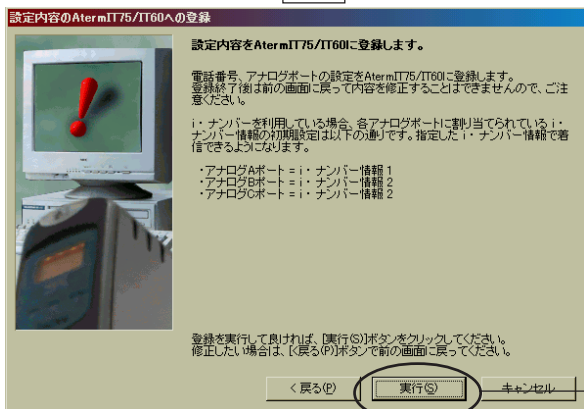 設定内容のAtermIT75/IT60への登録
設定内容をAtermIT75/IT60に登録します。
電話番号、アナログポートの設定をAtermIT75/IT60に登録します。
登録終了後は前の画面に戻って内容を修正することはできませんので、ご注
意ください。
i・ナンバーを利用している場合、各アナログポートに割り当てられているi・
ナンバー情報の初期設定は以下の通りです。指定したi・ナンバー情報で着
信できるようになります。
・アナログAポート=i・ナンバー情報1
・アナログBポート=i・ナンバー情報2
・アナログCポート=i・ナンバー情報2
登録を実行して良ければ、[実行(S)]ボタンをクリックしてください。
修正したい場合は、[<戻る(P)]ボタンで前の画面に戻ってください。
<戻る(P) 実行(S) キャンセル